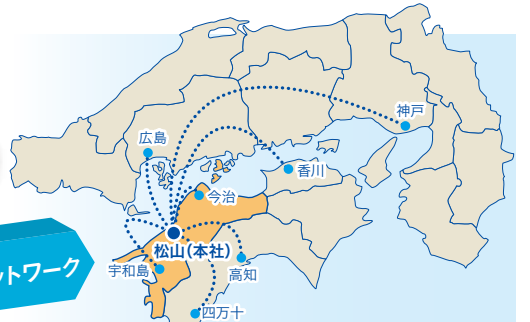 神戸
広島
香川
今治
松山(本社)
ットワーク
宇和島
高知
四万十